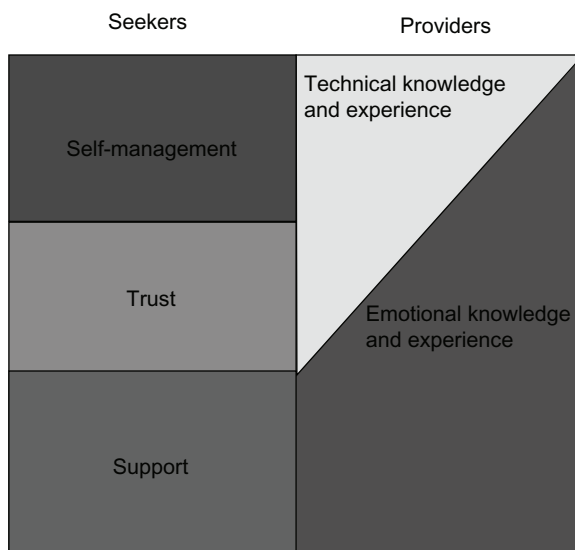 Seekers
Providers
Technical knowledge
and experience
Self-management
Trust
Emotional knowledge
and experience
Support